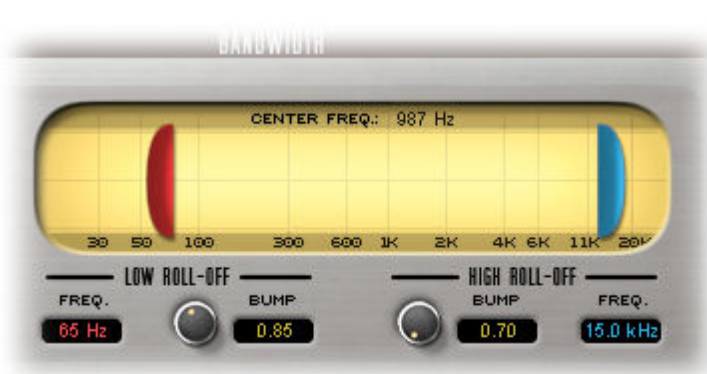 BANDWIDTH
CENTER FREQ.: 987 Hz
30 50 100 300 600 1K 2K 4K 6K 11K 20K
LOW ROLL-OFF HIGH ROLL-OFF
FREQ. BUMP BUMP FREQ.
65 Hz 0.85 0.70 15.0 kHz